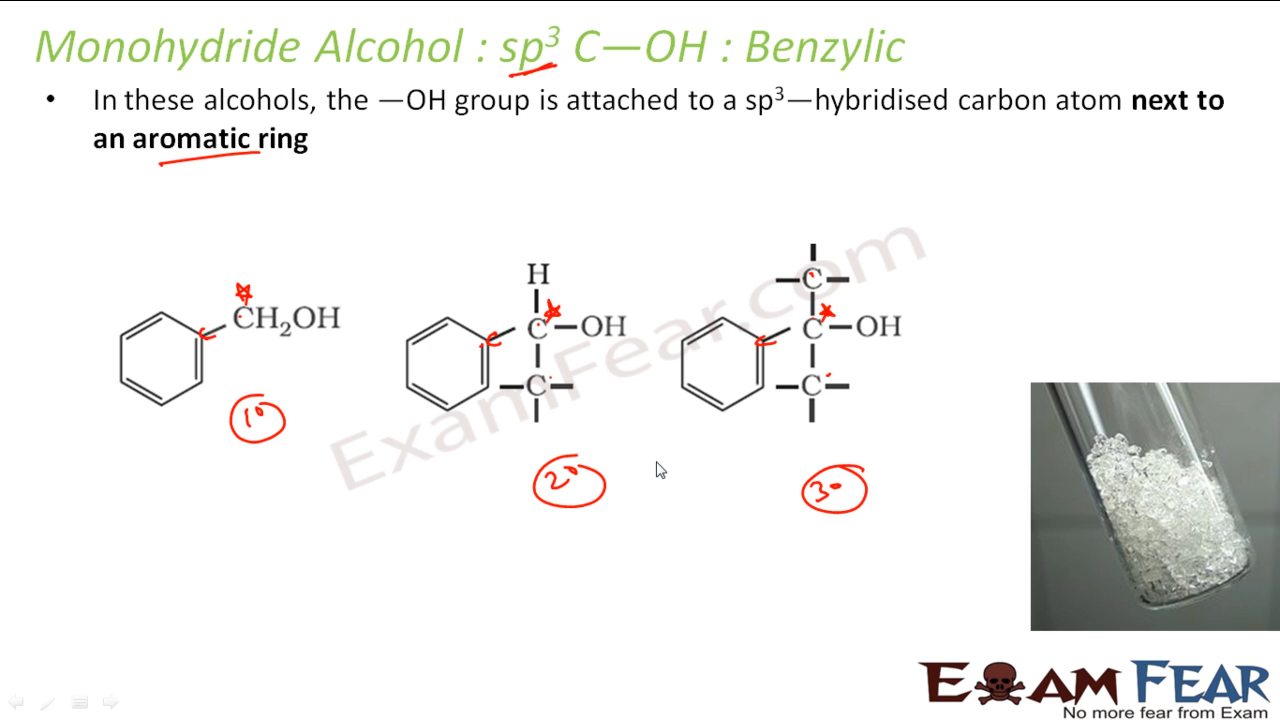 Monohydride Alcohol : sp³ C—OH : Benzylic
• In these alcohols, the —OH group is attached to a sp³—hybridised carbon atom next to
an aromatic ring
ExamFear.com
CH₂OH
C
1°
H
C—OH
C
C
2°
C
C—OH
C
C
3°
EXAM FEAR
No more fear from Exam